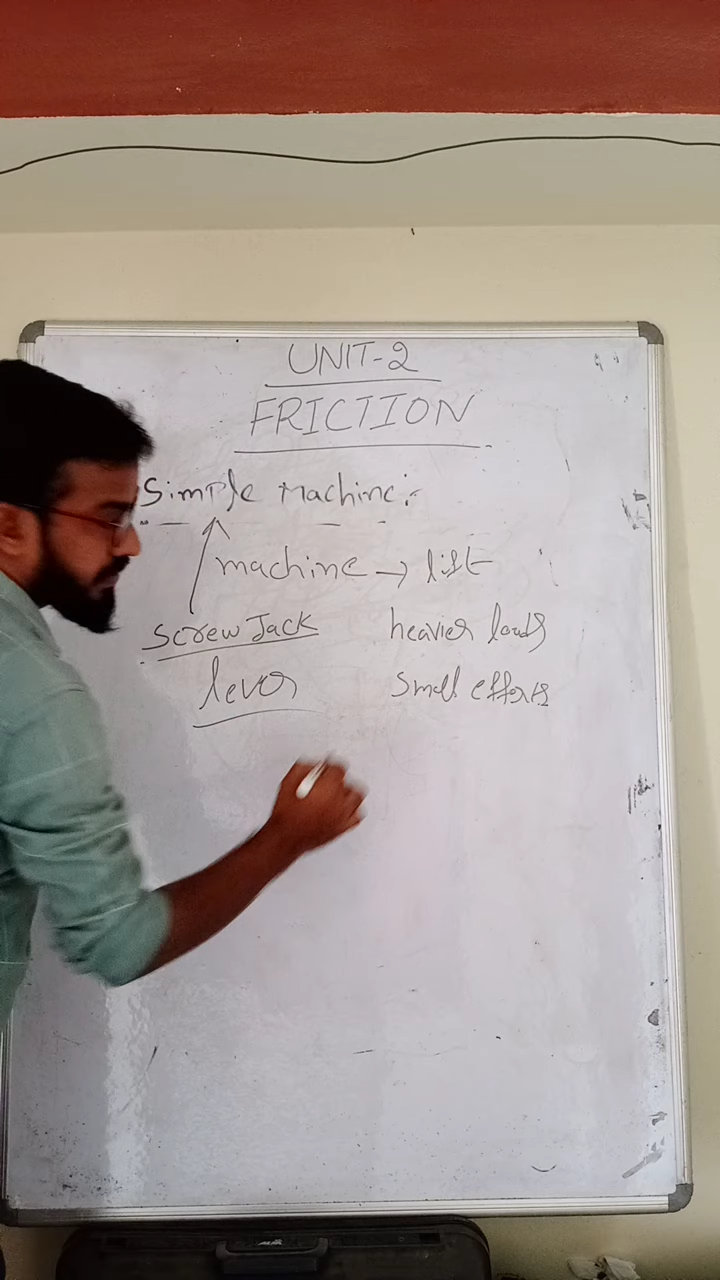 UNIT-2
FRICTION
Simple Machine:-
machine → lift
Screw Jack heavier loads
lever Small efforts